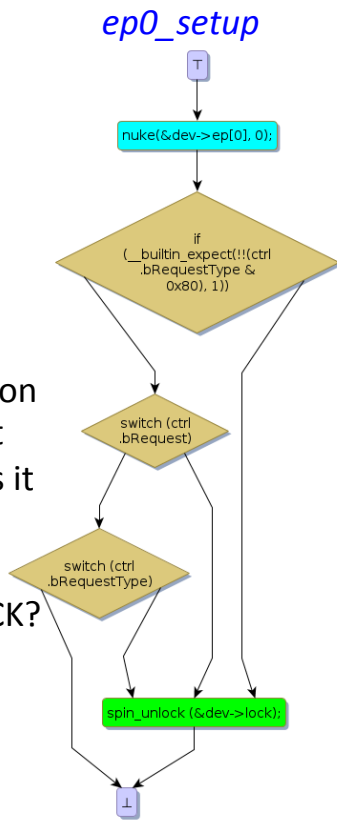 ep0_setup
⊤
nuke(&dev->ep[0], 0);
if
(__builtin_expect(!!(ctrl
.bRequestType &
0x80), 1))
on
t
s it
switch (ctrl
.bRequest)
switch (ctrl
.bRequestType)
CK?
spin_unlock (&dev->lock);
⊥